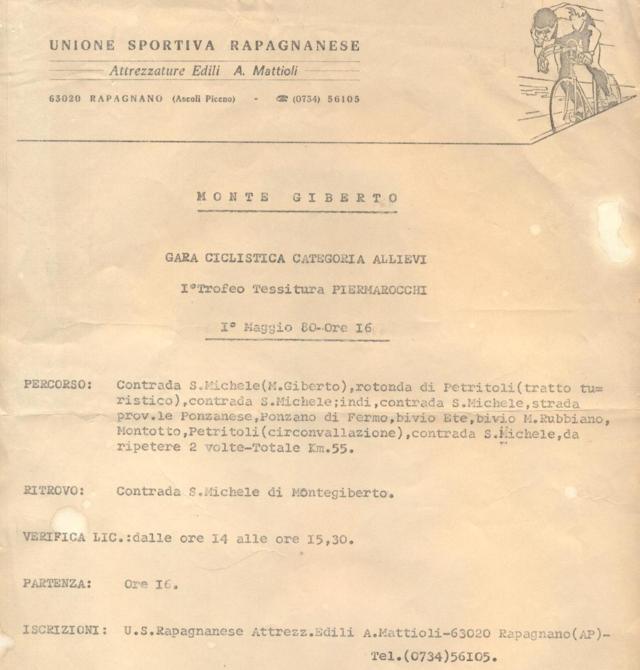 UNIONE SPORTIVA RAPAGNANESE
Attrezzature Edili A. Mattioli
63020 RAPAGNANO (Ascoli Piceno) - ☎ (0734) 56105
MONTE GIBERTO
GARA CICLISTICA CATEGORIA ALLIEVI
I°Trofeo Tessitura PIERMAROCCHI
I° Maggio 80-Ore I6
PERCORSO: Contrada S.Michele(M.Giberto),rotonda di Petritoli(tratto tu=
ristico),contrada S.Michele;indi,contrada S.Michele,strada
prov.le Ponzanese,Ponzano di Fermo,bivio Ete,bivio M.Rubbiano,
Montotto,Petritoli(circonvallazione),contrada S.Michele,da
ripetere 2 volte-Totale Km.55.
RITROVO: Contrada S.Michele di Montegiberto.
VERIFICA LIC.:dalle ore I4 alle ore I5,30.
PARTENZA: Ore I6.
ISCRIZIONI: U.S.Rapagnanese Attrezz.Edili A.Mattioli-63020 Rapagnano(AP)-
Tel.(0734)56I05.